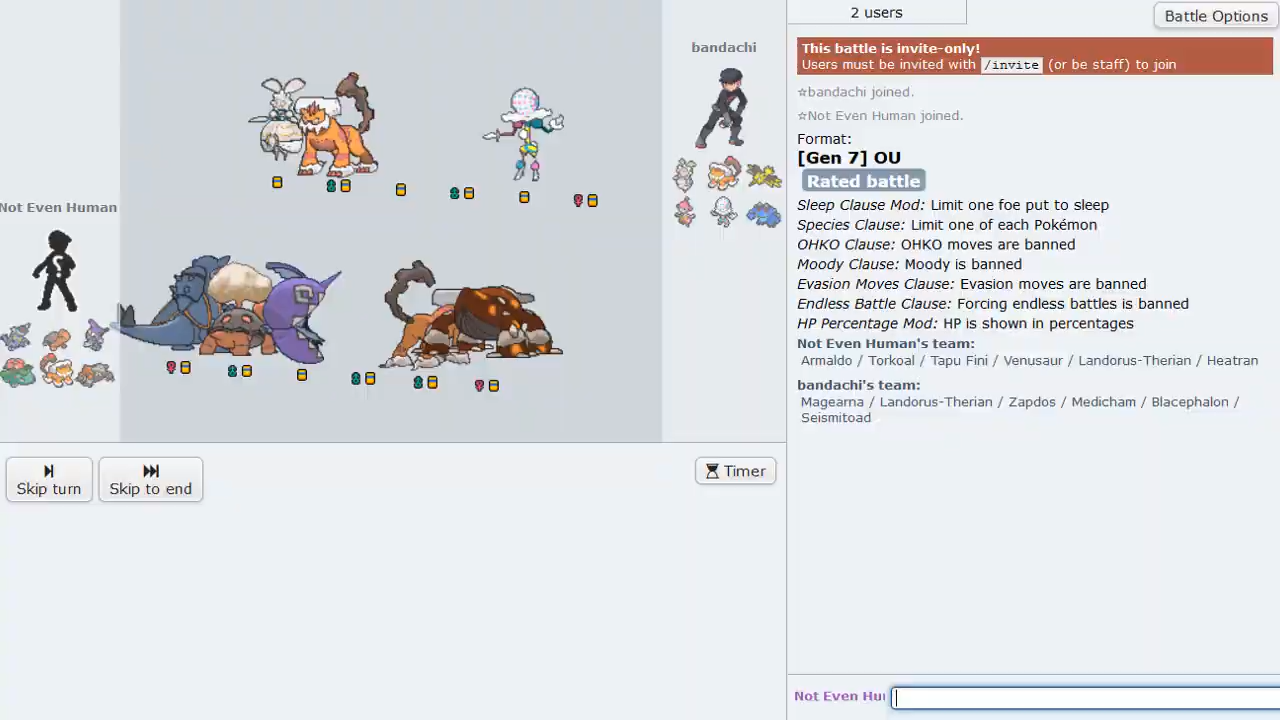 2 users
Battle Options
bandachi
Not Even Human
This battle is invite-only!
Users must be invited with /invite (or be staff) to join
☆bandachi joined.
☆Not Even Human joined.
Format:
[Gen 7] OU
Rated battle
Sleep Clause Mod: Limit one foe put to sleep
Species Clause: Limit one of each Pokémon
OHKO Clause: OHKO moves are banned
Moody Clause: Moody is banned
Evasion Moves Clause: Evasion moves are banned
Endless Battle Clause: Forcing endless battles is banned
HP Percentage Mod: HP is shown in percentages
Not Even Human's team:
Armaldo / Torkoal / Tapu Fini / Venusaur / Landorus-Therian / Heatran
bandachi's team:
Magearna / Landorus-Therian / Zapdos / Medicham / Blacephalon /
Seismitoad
Skip turn
Skip to end
Timer
Not Even Hu